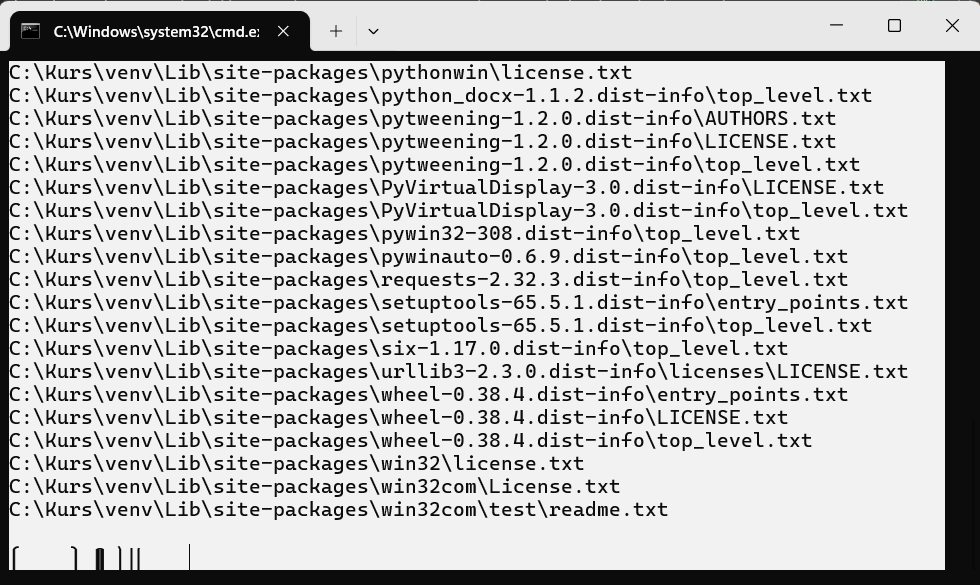 C:\Windows\system32\cmd.e
C:\Kurs\venv\Lib\site-packages\pythonwin\license.txt
C:\Kurs\venv\Lib\site-packages\python_docx-1.1.2.dist-info\top_level.txt
C:\Kurs\venv\Lib\site-packages\pytweening-1.2.0.dist-info\AUTHORS.txt
C:\Kurs\venv\Lib\site-packages\pytweening-1.2.0.dist-info\LICENSE.txt
C:\Kurs\venv\Lib\site-packages\pytweening-1.2.0.dist-info\top_level.txt
C:\Kurs\venv\Lib\site-packages\PyVirtualDisplay-3.0.dist-info\LICENSE.txt
C:\Kurs\venv\Lib\site-packages\PyVirtualDisplay-3.0.dist-info\top_level.txt
C:\Kurs\venv\Lib\site-packages\pywin32-308.dist-info\top_level.txt
C:\Kurs\venv\Lib\site-packages\pywinauto-0.6.9.dist-info\top_level.txt
C:\Kurs\venv\Lib\site-packages\requests-2.32.3.dist-info\top_level.txt
C:\Kurs\venv\Lib\site-packages\setuptools-65.5.1.dist-info\entry_points.txt
C:\Kurs\venv\Lib\site-packages\setuptools-65.5.1.dist-info\top_level.txt
C:\Kurs\venv\Lib\site-packages\six-1.17.0.dist-info\top_level.txt
C:\Kurs\venv\Lib\site-packages\urllib3-2.3.0.dist-info\licenses\LICENSE.txt
C:\Kurs\venv\Lib\site-packages\wheel-0.38.4.dist-info\entry_points.txt
C:\Kurs\venv\Lib\site-packages\wheel-0.38.4.dist-info\LICENSE.txt
C:\Kurs\venv\Lib\site-packages\wheel-0.38.4.dist-info\top_level.txt
C:\Kurs\venv\Lib\site-packages\win32\license.txt
C:\Kurs\venv\Lib\site-packages\win32com\License.txt
C:\Kurs\venv\Lib\site-packages\win32com\test\readme.txt